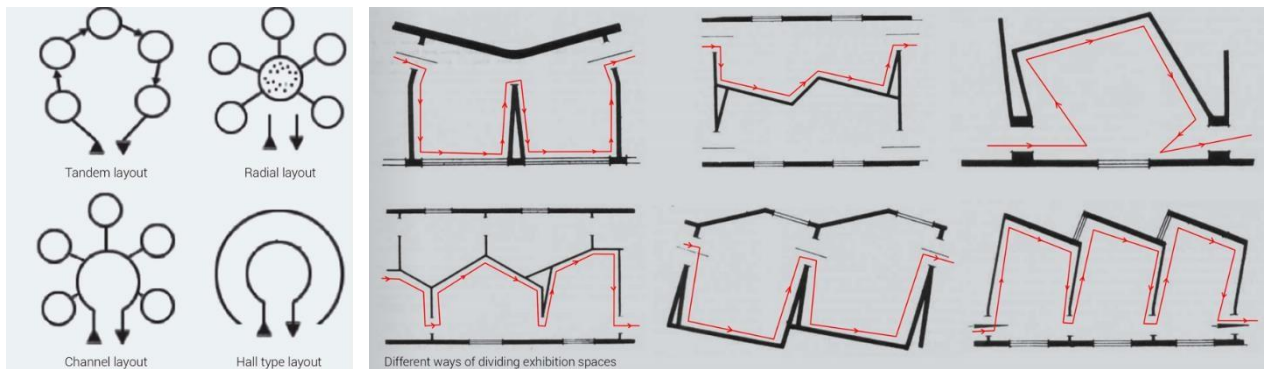 Tandem layout
Radial layout
Channel layout
Hall type layout
Different ways of dividing exhibition spaces